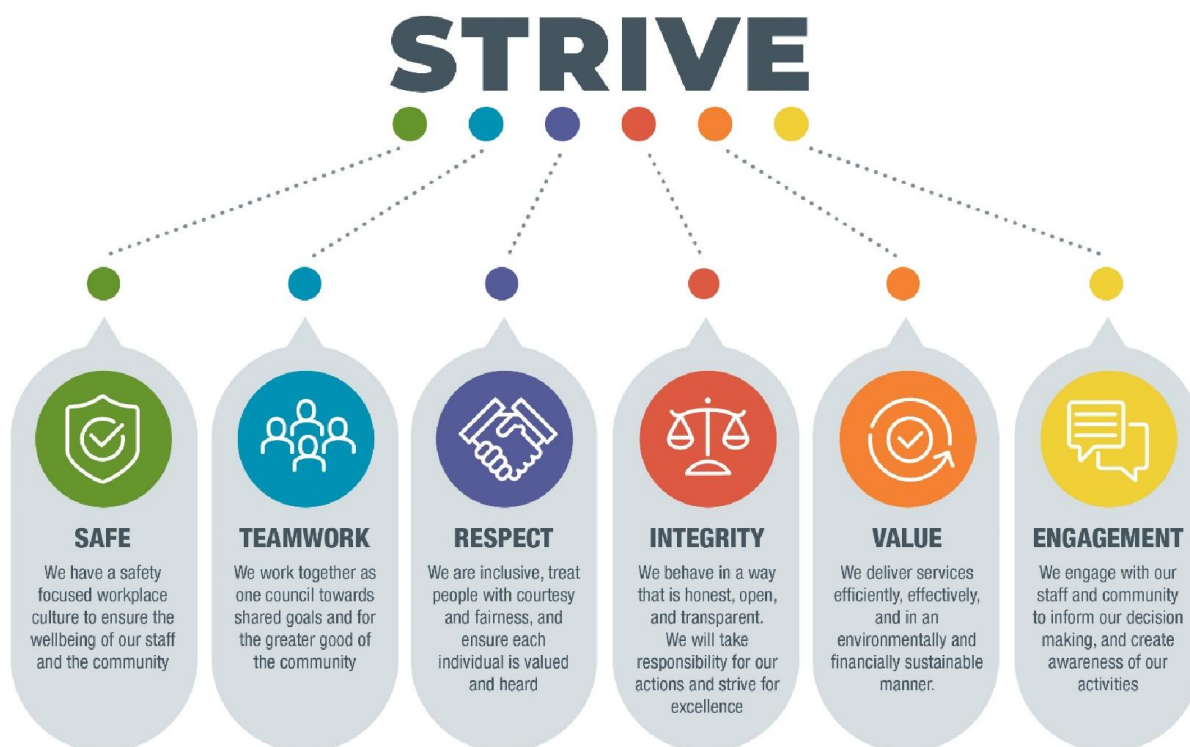 STRIVE
SAFE
We have a safety
focused workplace
culture to ensure the
wellbeing of our staff
and the community
TEAMWORK
We work together as
one council towards
shared goals and for
the greater good of
the community
RESPECT
We are inclusive, treat
people with courtesy
and fairness, and
ensure each
individual is valued
and heard
INTEGRITY
We behave in a way
that is honest, open,
and transparent.
We will take
responsibility for our
actions and strive for
excellence
VALUE
We deliver services
efficiently, effectively,
and in an
environmentally and
financially sustainable
manner.
ENGAGEMENT
We engage with our
staff and community
to inform our decision
making, and create
awareness of our
activities